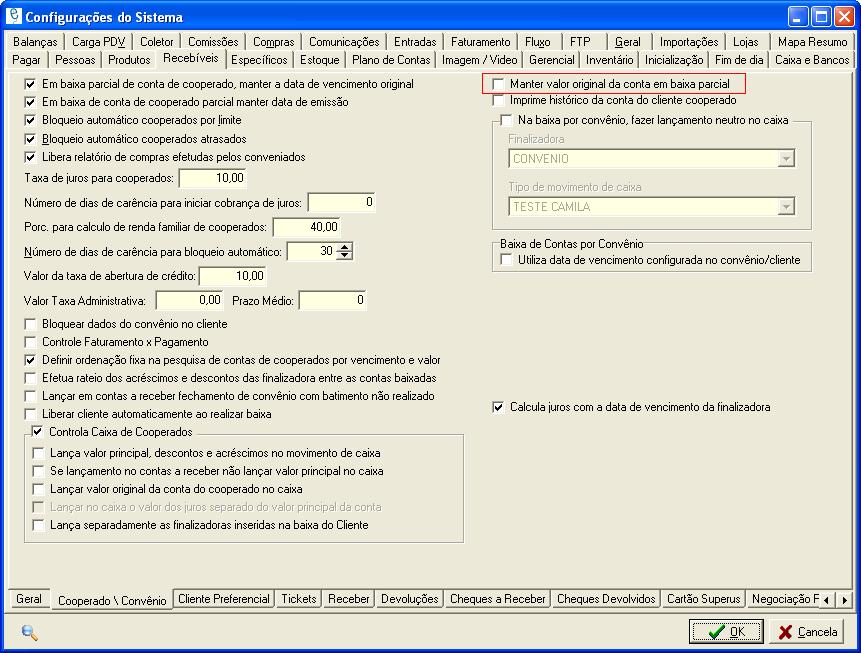 Configurações do Sistema
Balanças Carga PDV Coletor Comissões Compras Comunicações Entradas Faturamento Fluxo FTP Geral Importações Lojas Mapa Resumo
Pagar Pessoas Produtos Recebíveis Específicos Estoque Plano de Contas Imagem / Video Gerencial Inventário Inicialização Fim de dia Caixa e Bancos
Em baixa parcial de conta de cooperado, manter a data de vencimento original
Em baixa de conta de cooperado parcial manter data de emissão
Bloqueio automático cooperados por limite
Bloqueio automático cooperados atrasados
Libera relatório de compras efetuadas pelos conveniados
Taxa de juros para cooperados: 10,00
Número de dias de carência para iniciar cobrança de juros: 0
Porc. para calculo de renda familiar de cooperados: 40,00
Número de dias de carência para bloqueio automático: 30
Valor da taxa de abertura de crédito: 10,00
Valor Taxa Administrativa: 0,00 Prazo Médio: 0
Bloquear dados do convênio no cliente
Controle Faturamento x Pagamento
Definir ordenação fixa na pesquisa de contas de cooperados por vencimento e valor
Efetua rateio dos acréscimos e descontos das finalizadora entre as contas baixadas
Lançar em contas a receber fechamento de convênio com batimento não realizado
Liberar cliente automaticamente ao realizar baixa
Controla Caixa de Cooperados
Lança valor principal, descontos e acréscimos no movimento de caixa
Se lançamento no contas a receber não lançar valor principal no caixa
Lançar valor original da conta do cooperado no caixa
Lançar no caixa o valor dos juros separado do valor principal da conta
Lança separadamente as finalizadoras inseridas na baixa do Cliente
Manter valor original da conta em baixa parcial
Imprime histórico da conta do cliente cooperado
Na baixa por convênio, fazer lançamento neutro no caixa
Finalizadora
CONVENIO
Tipo de movimento de caixa
TESTE CAMILA
Baixa de Contas por Convênio
Utiliza data de vencimento configurada no convênio/cliente
Calcula juros com a data de vencimento da finalizadora
Geral Cooperado \ Convênio Cliente Preferencial Tickets Receber Devoluções Cheques a Receber Cheques Devolvidos Cartão Superus Negociação F
OK Cancela